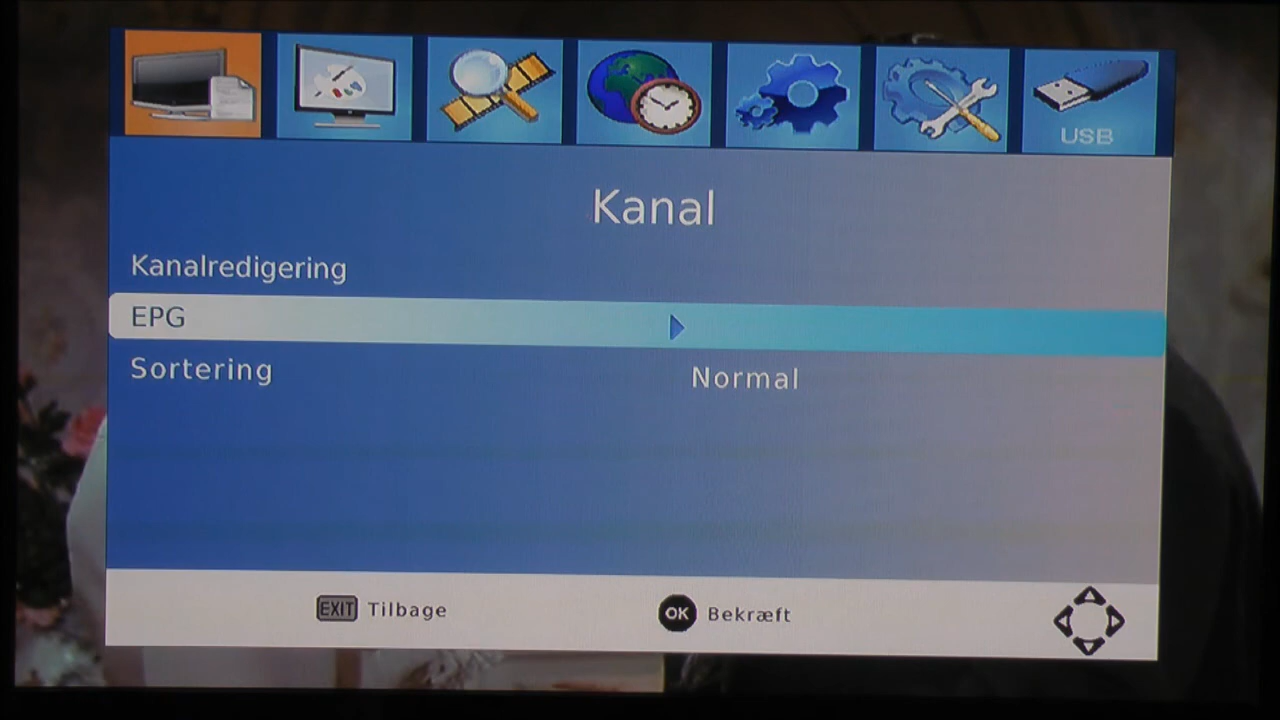 USB
Kanal
Kanalredigering
EPG
Sortering Normal
EXIT Tilbage OK Bekræft